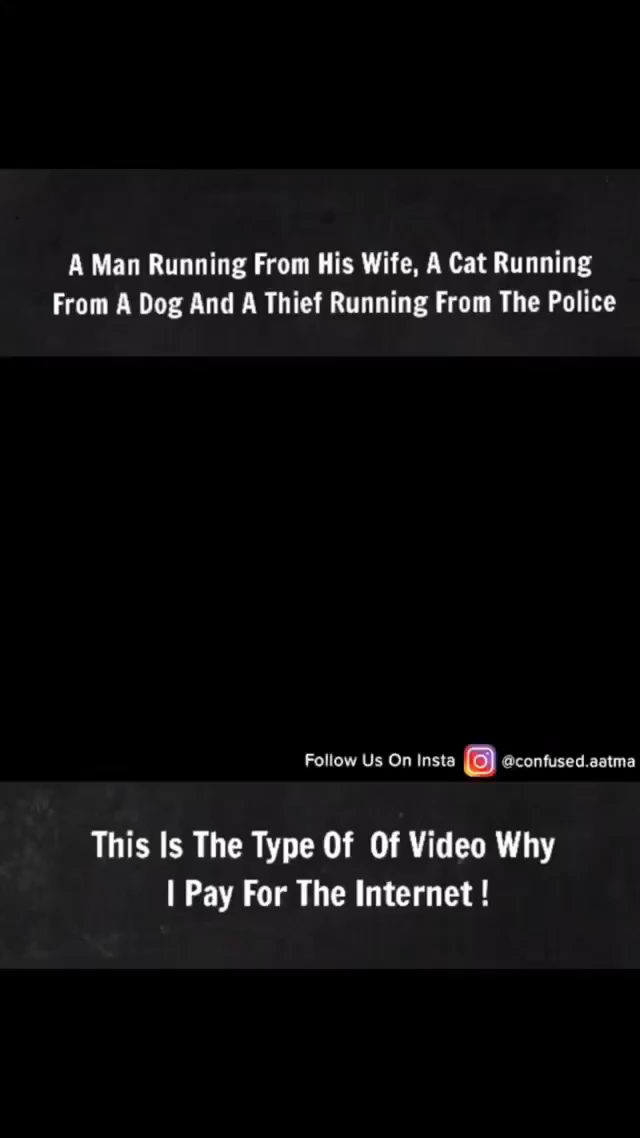 A Man Running From His Wife, A Cat Running
From A Dog And A Thief Running From The Police
Follow Us On Insta @confused.aatma
This Is The Type Of Of Video Why
I Pay For The Internet !